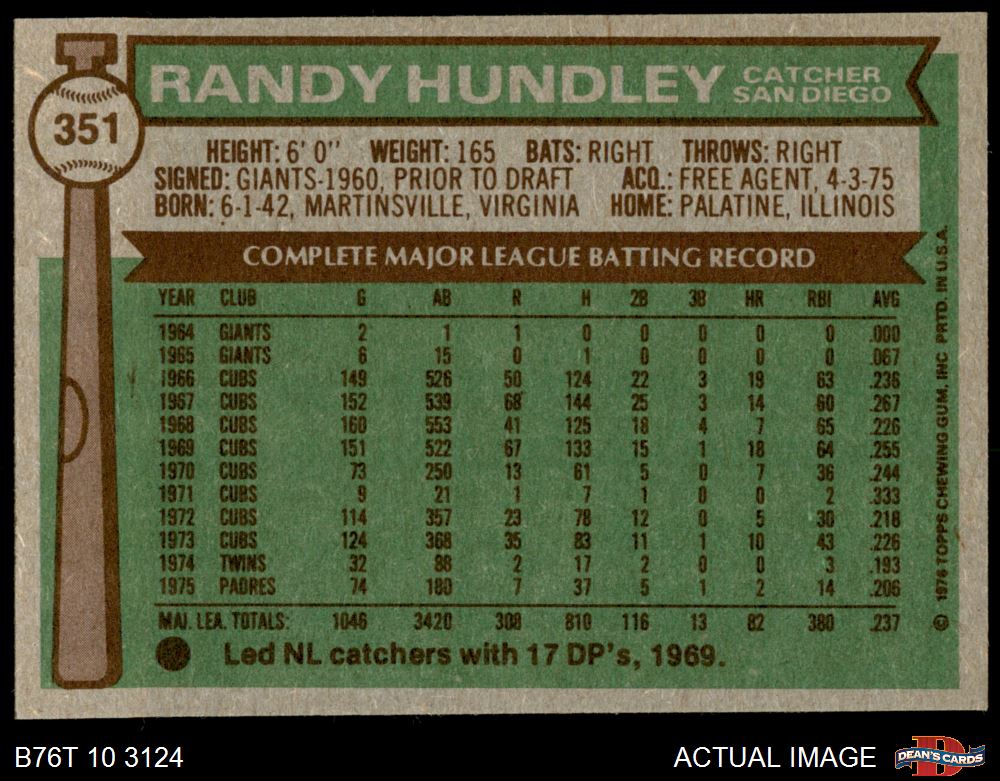 351
RANDY HUNDLEY CATCHER SAN DIEGO
HEIGHT: 6' 0" WEIGHT: 165 BATS: RIGHT THROWS: RIGHT
SIGNED: GIANTS-1960, PRIOR TO DRAFT ACQ.: FREE AGENT, 4-3-75
BORN: 6-1-42, MARTINSVILLE, VIRGINIA HOME: PALATINE, ILLINOIS
COMPLETE MAJOR LEAGUE BATTING RECORD
YEAR CLUB G AB R H 2B 3B HR RBI AVG
1964 GIANTS 2 1 1 0 0 0 0 0 .000
1965 GIANTS 6 15 0 1 0 0 0 0 .067
1966 CUBS 149 526 50 124 22 3 19 63 .236
1967 CUBS 152 539 68 144 25 3 14 60 .267
1968 CUBS 160 553 41 125 18 4 7 65 .226
1969 CUBS 151 522 67 133 15 1 18 64 .255
1970 CUBS 73 250 13 61 5 0 7 36 .244
1971 CUBS 9 21 1 7 1 0 0 2 .333
1972 CUBS 114 357 23 78 12 0 5 30 .218
1973 CUBS 124 368 35 83 11 1 10 43 .226
1974 TWINS 32 88 2 17 2 0 0 3 .193
1975 PADRES 74 180 7 37 5 1 2 14 .206
MAJ. LEA. TOTALS: 1046 3420 308 810 116 13 82 380 .237
Led NL catchers with 17 DP's, 1969.
© 1976 TOPPS CHEWING GUM, INC PRTD. IN U.S.A.
B76T 10 3124
ACTUAL IMAGE
D
DEAN'S CARDS